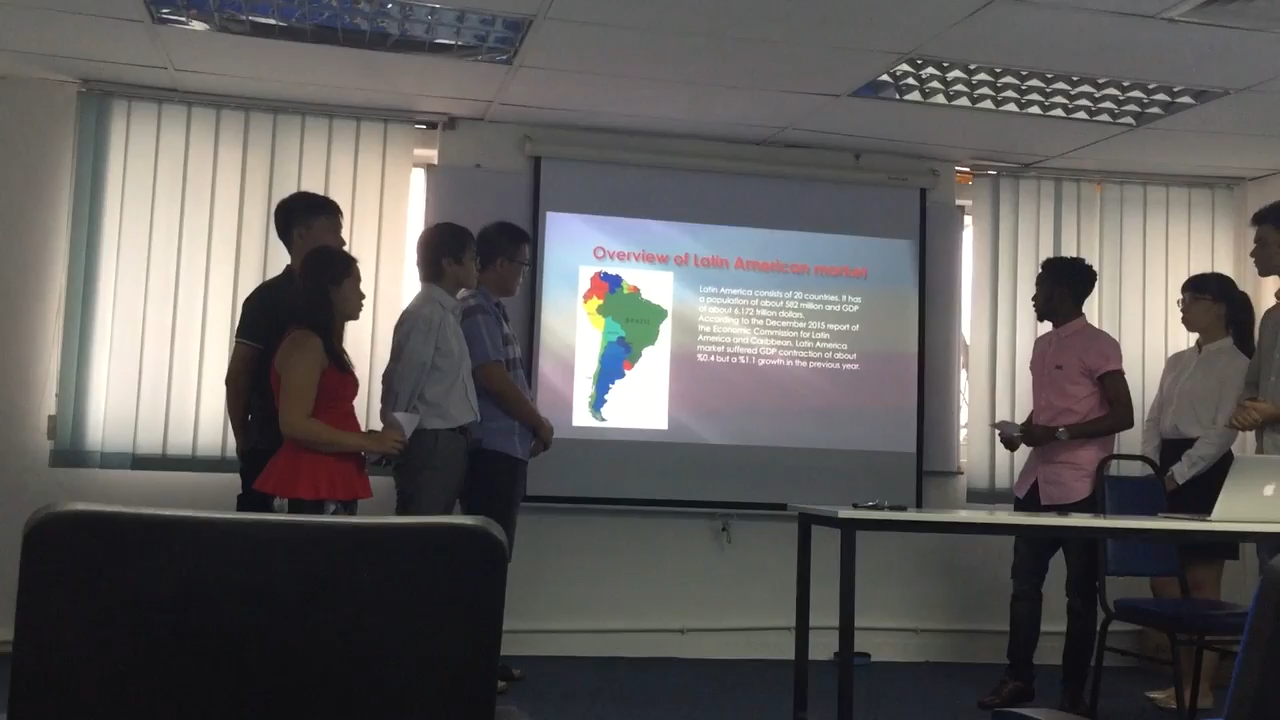 Overview of Latin American market
BRAZIL
Latin America consists of 20 countries. It has
a population of about 582 million and GDP
of about 6.172 trillion dollars.
According to the December 2015 report of
the Economic Commission for Latin
America and Caribbean, Latin America
market suffered GDP contraction of about
%0.4 but a %1.1 growth in the previous year.